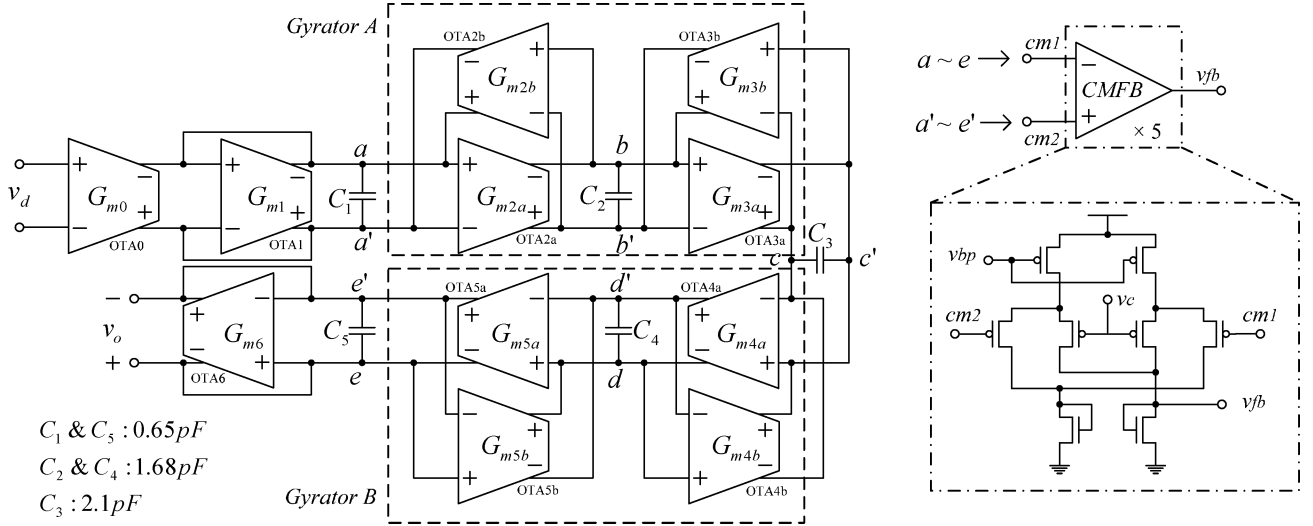 Gyrator A
OTA2b
G_{m2b}
OTA3b
G_{m3b}
+
−
v_d
G_{m0}
OTA0
G_{m1}
OTA1
a
C_1
a'
G_{m2a}
OTA2a
b
C_2
b'
G_{m3a}
OTA3a
C_3
c
c'
−
v_o
+
G_{m6}
OTA6
e'
C_5
e
OTA5a
G_{m5a}
d'
C_4
d
OTA4a
G_{m4a}
G_{m5b}
OTA5b
G_{m4b}
OTA4b
Gyrator B
C_1 & C_5 : 0.65pF
C_2 & C_4 : 1.68pF
C_3 : 2.1pF
a ~ e → cm1
a' ~ e' → cm2
CMFB
vfb
× 5
vbp
vc
cm2
cm1
vfb